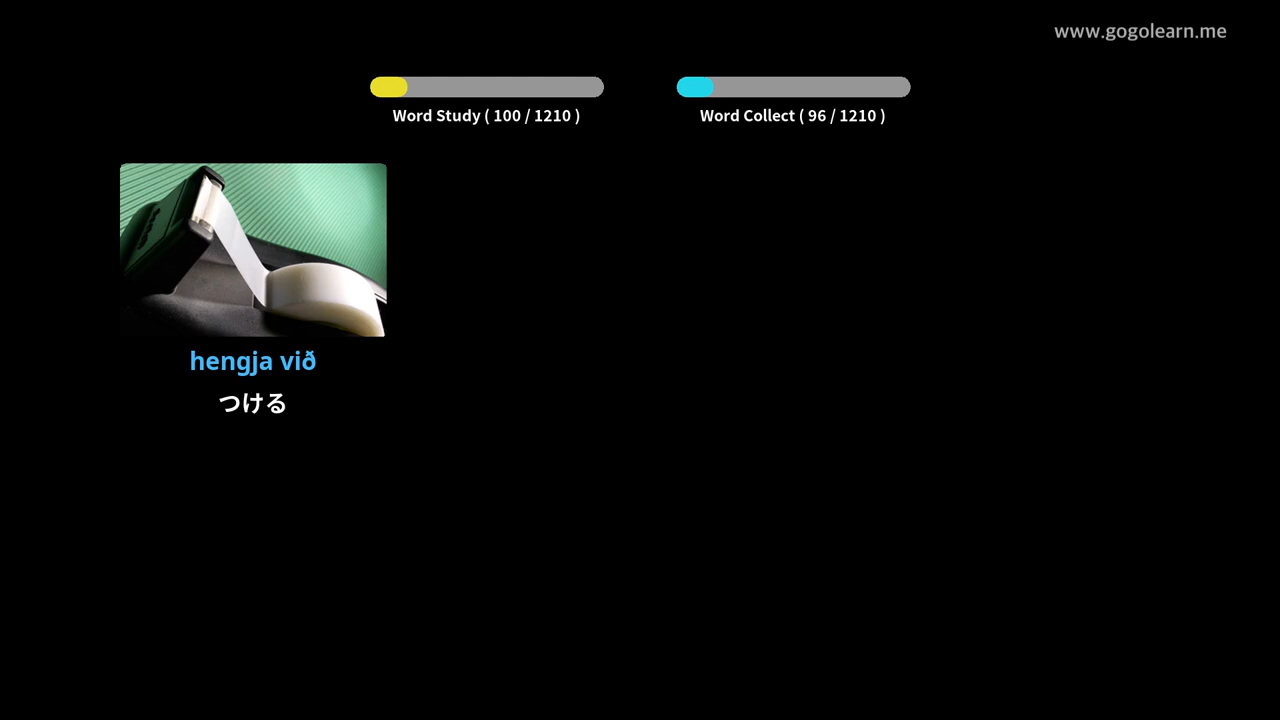 www.gogolearn.me
Word Study ( 100 / 1210 )
Word Collect ( 96 / 1210 )
hengja við
つける